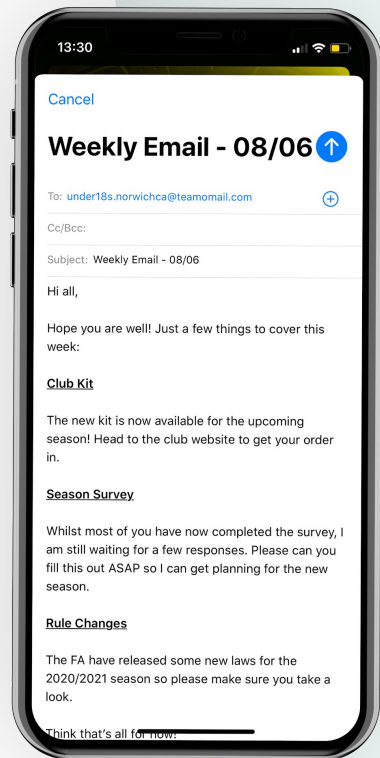 13:30
Cancel
Weekly Email - 08/06
To: under18s.norwichca@teamomail.com
Cc/Bcc:
Subject: Weekly Email - 08/06
Hi all,
Hope you are well! Just a few things to cover this
week:
Club Kit
The new kit is now available for the upcoming
season! Head to the club website to get your order
in.
Season Survey
Whilst most of you have now completed the survey, I
am still waiting for a few responses. Please can you
fill this out ASAP so I can get planning for the new
season.
Rule Changes
The FA have released some new laws for the
2020/2021 season so please make sure you take a
look.
Think that's all for now!